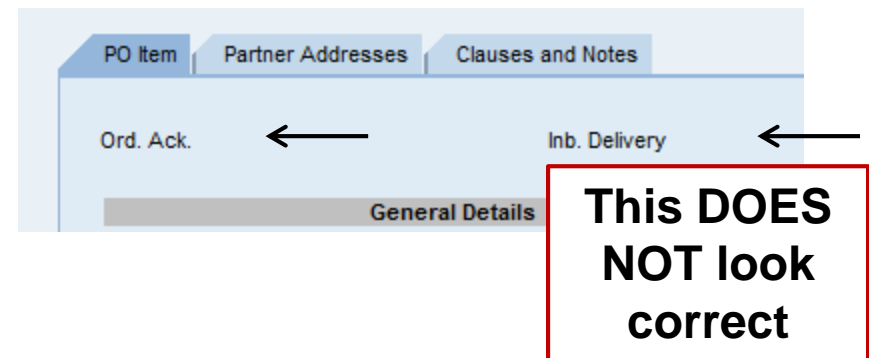 PO Item Partner Addresses Clauses and Notes
Ord. Ack. Inb. Delivery
General Details
This DOES
NOT look
correct